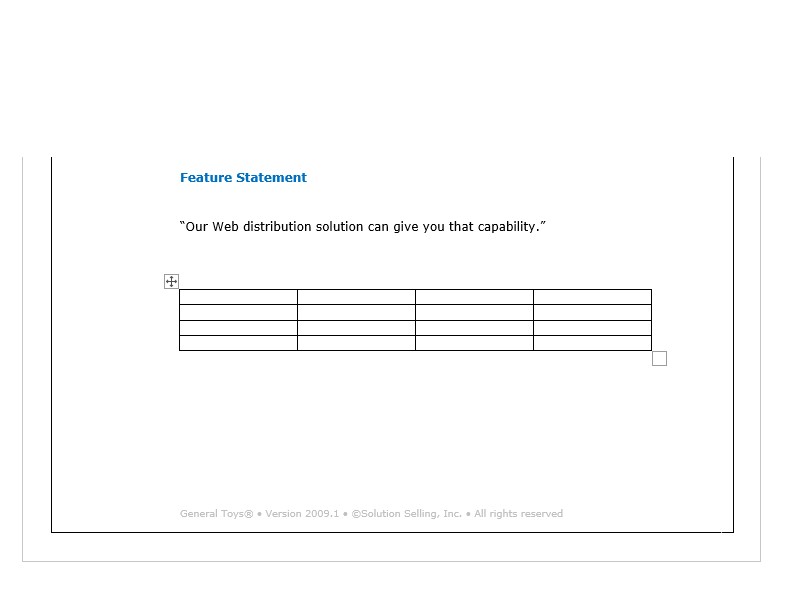 Feature Statement
“Our Web distribution solution can give you that capability.”
General Toys® • Version 2009.1 • ©Solution Selling, Inc. • All rights reserved